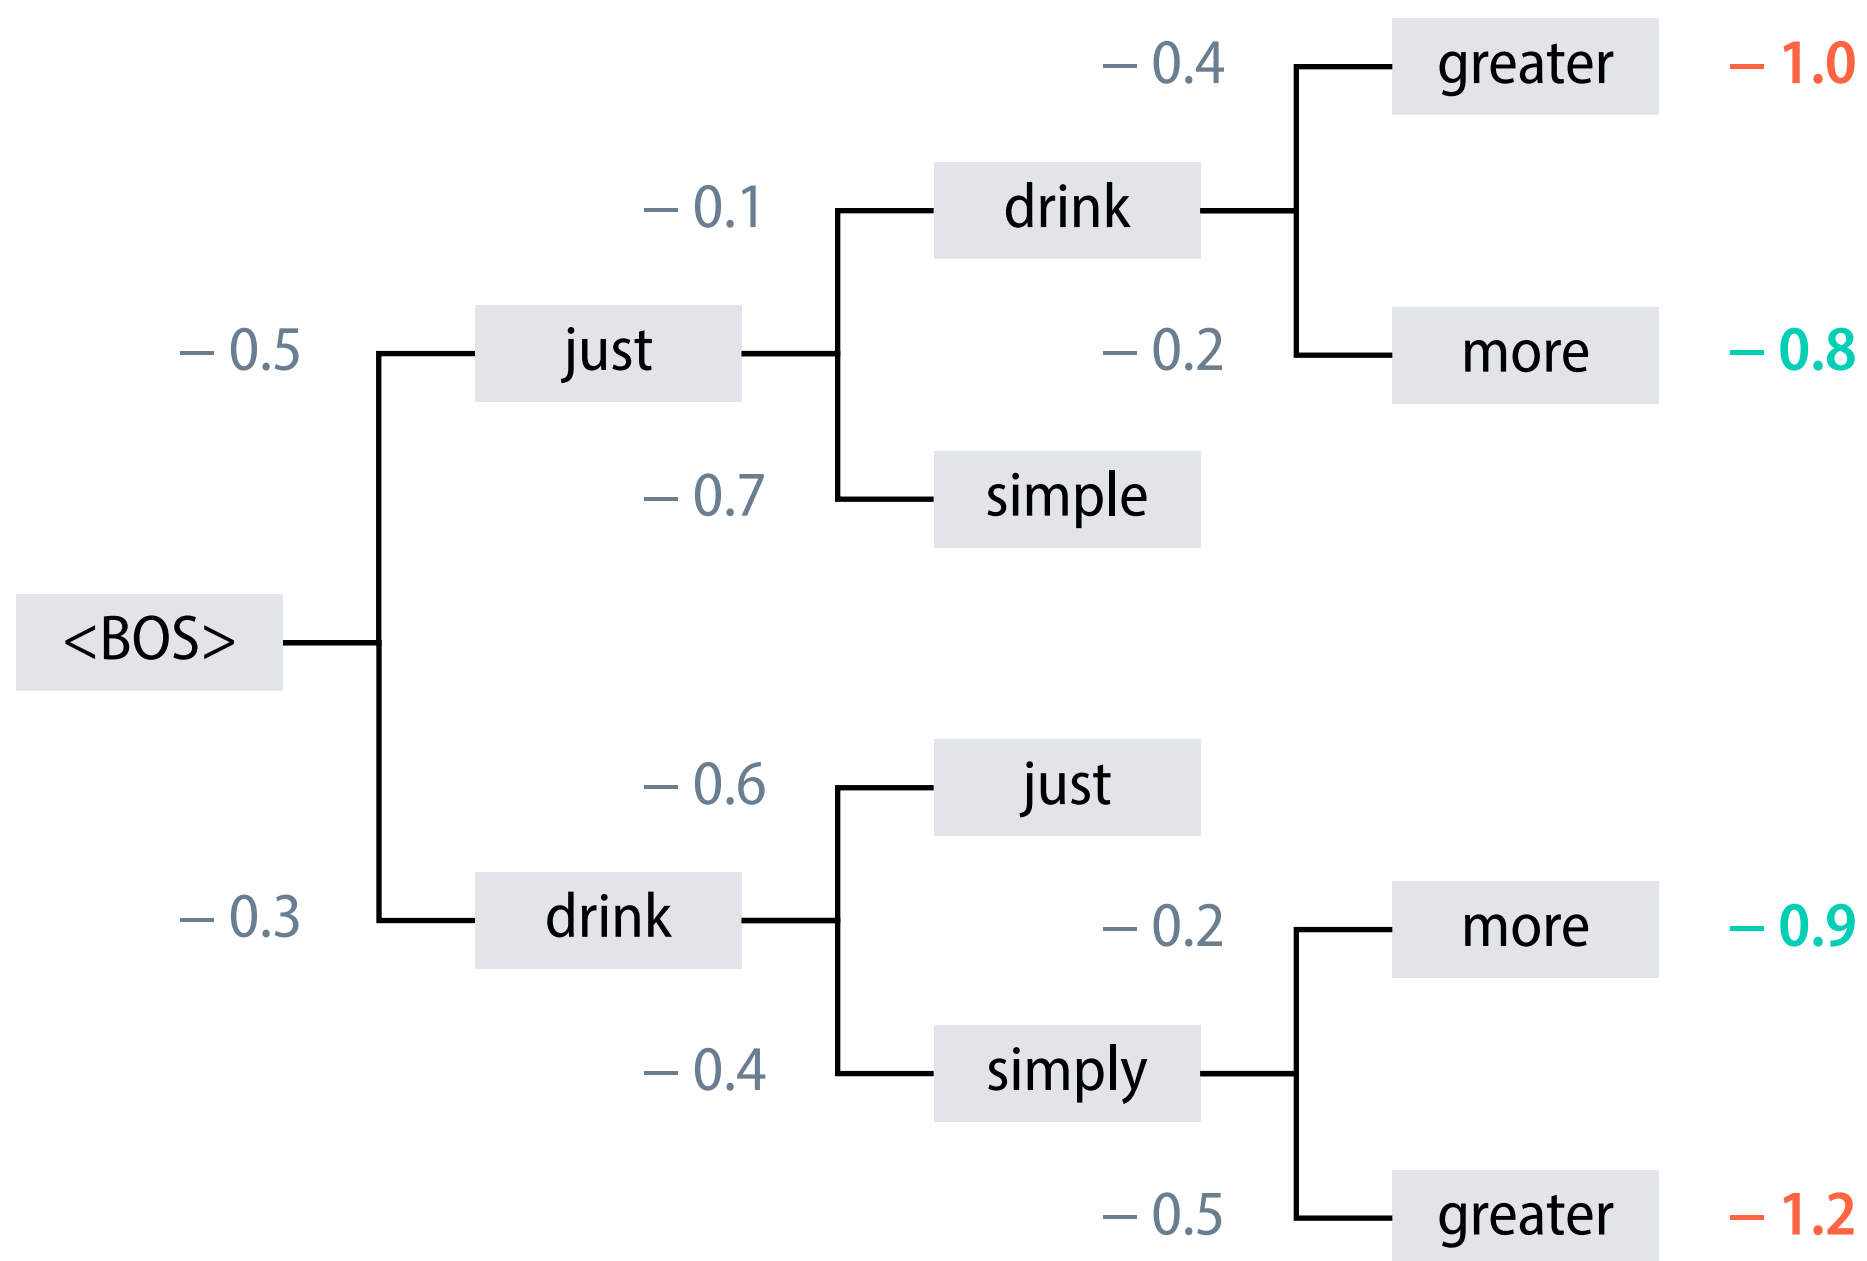 – 0.4 greater – 1.0
– 0.1 drink
– 0.5 just – 0.2 more – 0.8
– 0.7 simple
<BOS>
– 0.6 just
– 0.3 drink – 0.2 more – 0.9
– 0.4 simply
– 0.5 greater – 1.2